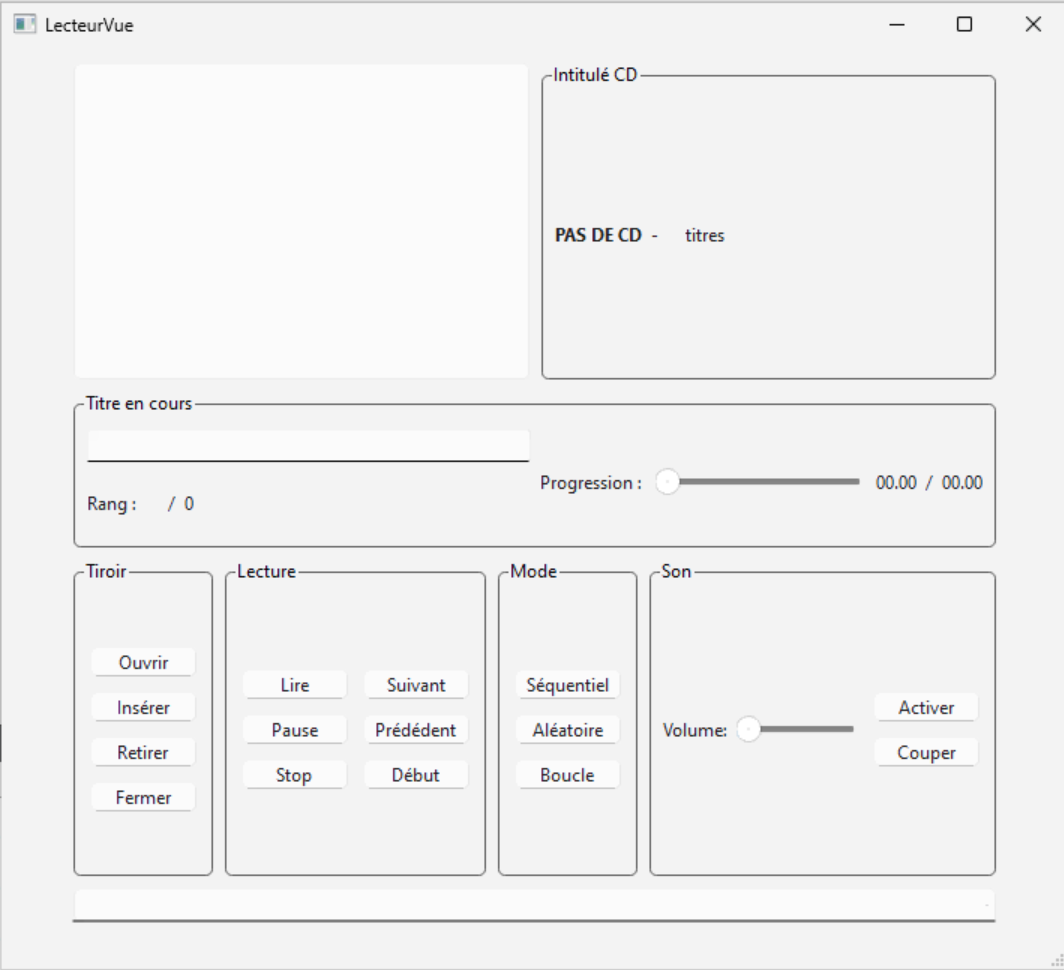 LecteurVue
Intitulé CD
PAS DE CD - titres
Titre en cours
Progression : 00.00 / 00.00
Rang : / 0
Tiroir
Ouvrir
Insérer
Retirer
Fermer
Lecture
Lire Suivant
Pause Prédédent
Stop Début
Mode
Séquentiel
Aléatoire
Boucle
Son
Volume:
Activer
Couper